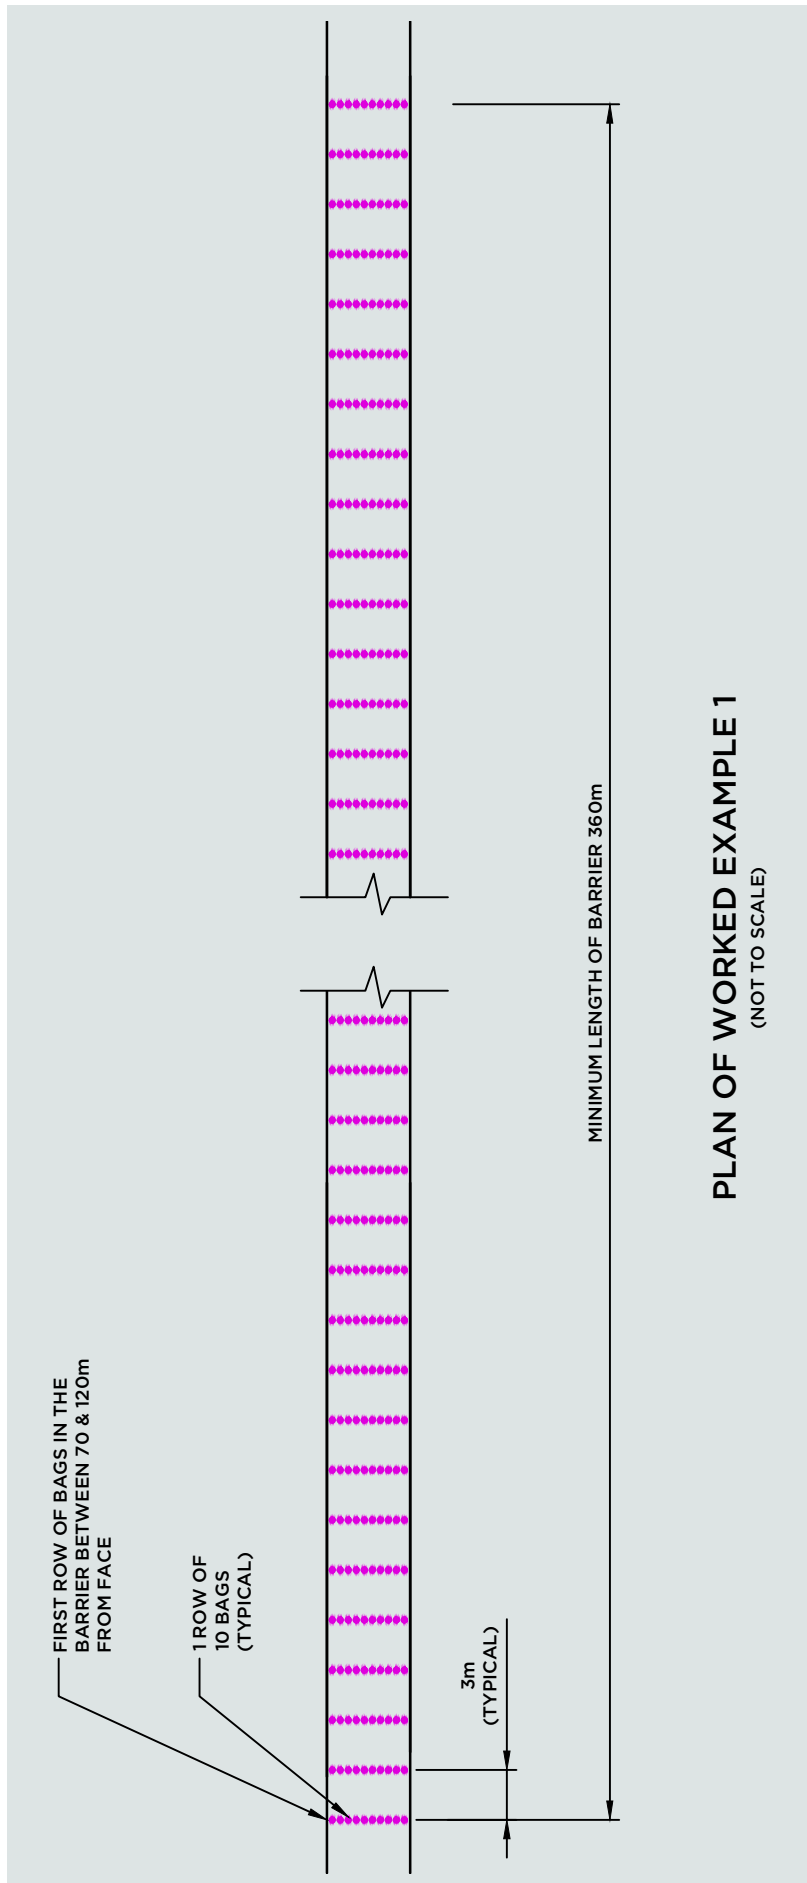 FIRST ROW OF BAGS IN THE
BARRIER BETWEEN 70 & 120m
FROM FACE
1 ROW OF
10 BAGS
(TYPICAL)
3m
(TYPICAL)
MINIMUM LENGTH OF BARRIER 360m
PLAN OF WORKED EXAMPLE 1
(NOT TO SCALE)